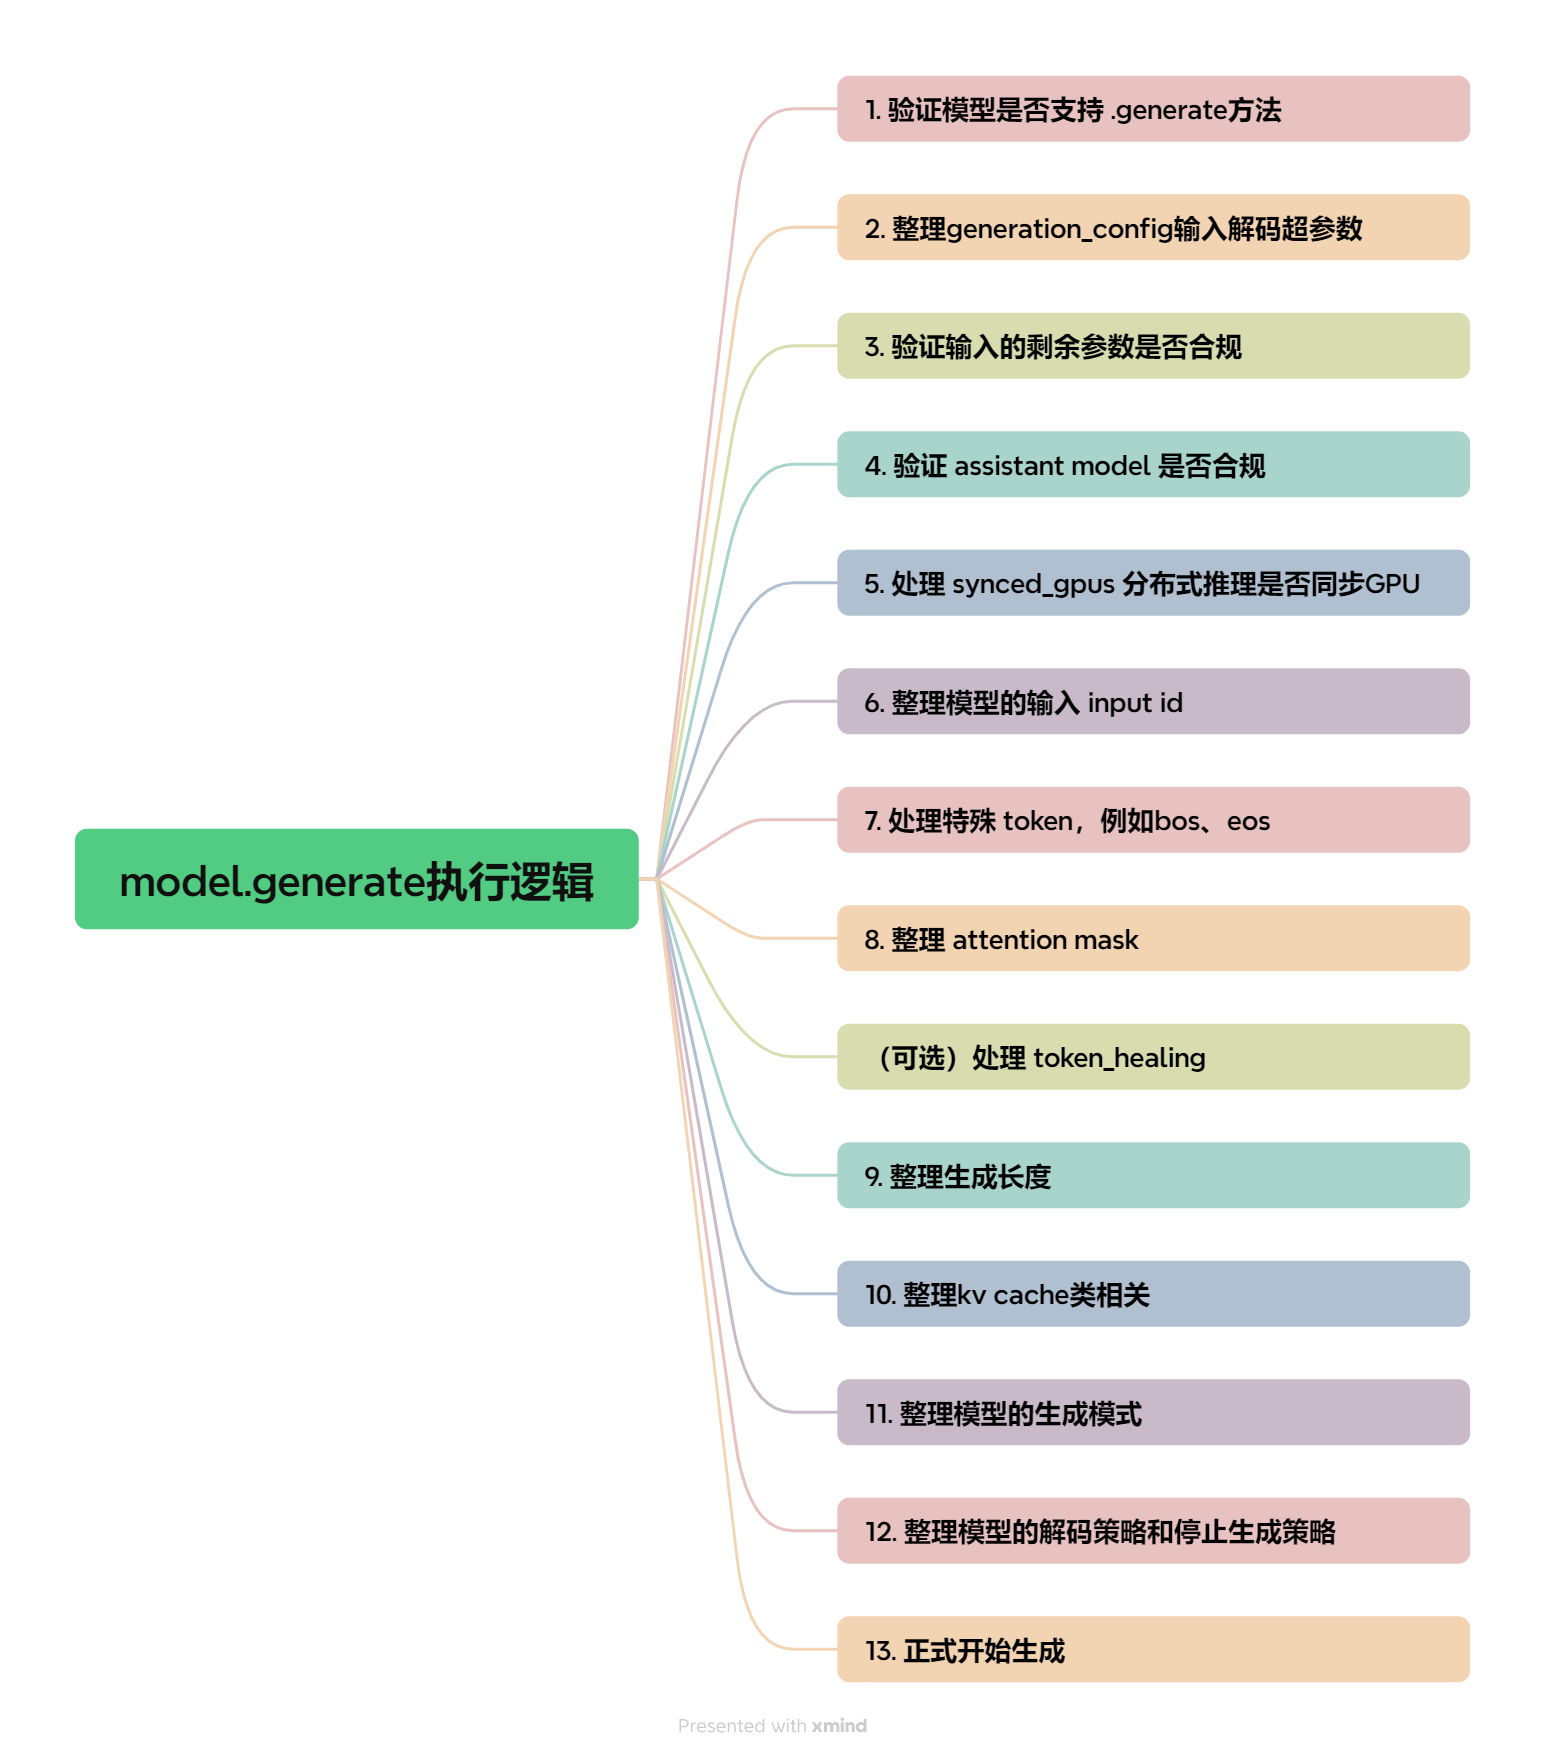 1. 验证模型是否支持 .generate方法
2. 整理generation_config输入解码超参数
3. 验证输入的剩余参数是否合规
4. 验证 assistant model 是否合规
5. 处理 synced_gpus 分布式推理是否同步GPU
6. 整理模型的输入 input id
7. 处理特殊 token，例如bos、eos
model.generate执行逻辑
8. 整理 attention mask
（可选）处理 token_healing
9. 整理生成长度
10. 整理kv cache类相关
11. 整理模型的生成模式
12. 整理模型的解码策略和停止生成策略
13. 正式开始生成
Presented with xmind